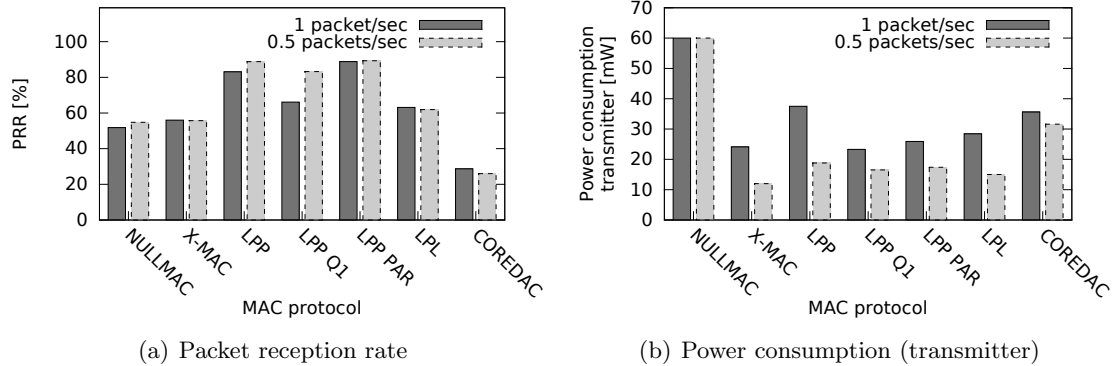 1 packet/sec
0.5 packets/sec
PRR [%]
100
80
60
40
20
0
NULLMAC
X-MAC
LPP
LPP Q1
LPP PAR
LPL
COREDAC
MAC protocol
(a) Packet reception rate
1 packet/sec
0.5 packets/sec
Power consumption
transmitter [mW]
70
60
50
40
30
20
10
0
NULLMAC
X-MAC
LPP
LPP Q1
LPP PAR
LPL
COREDAC
MAC protocol
(b) Power consumption (transmitter)